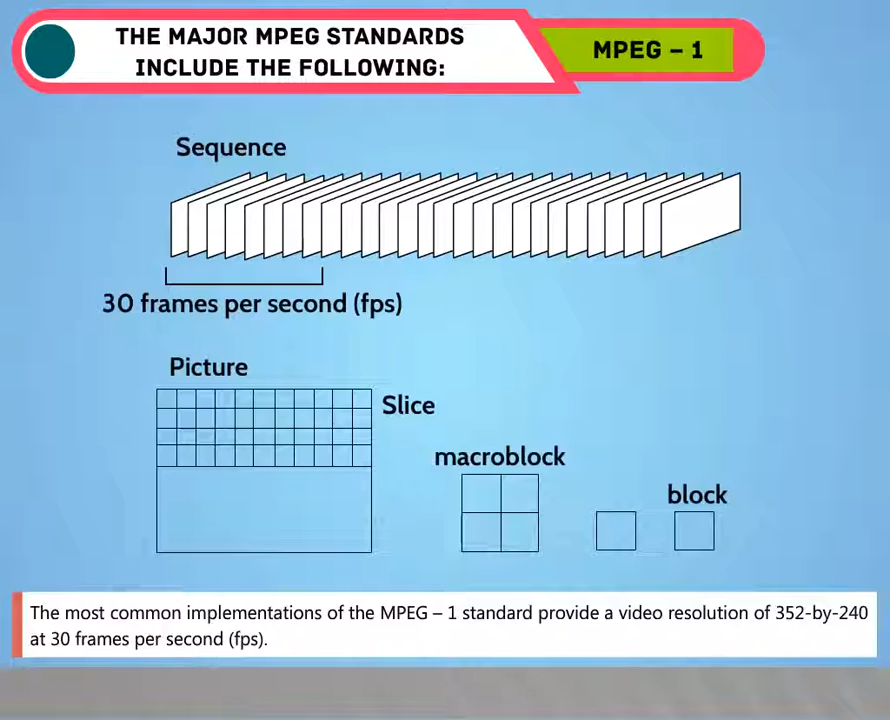 THE MAJOR MPEG STANDARDS
INCLUDE THE FOLLOWING:
MPEG – 1
Sequence
30 frames per second (fps)
Picture
Slice
macroblock
block
The most common implementations of the MPEG – 1 standard provide a video resolution of 352-by-240
at 30 frames per second (fps).